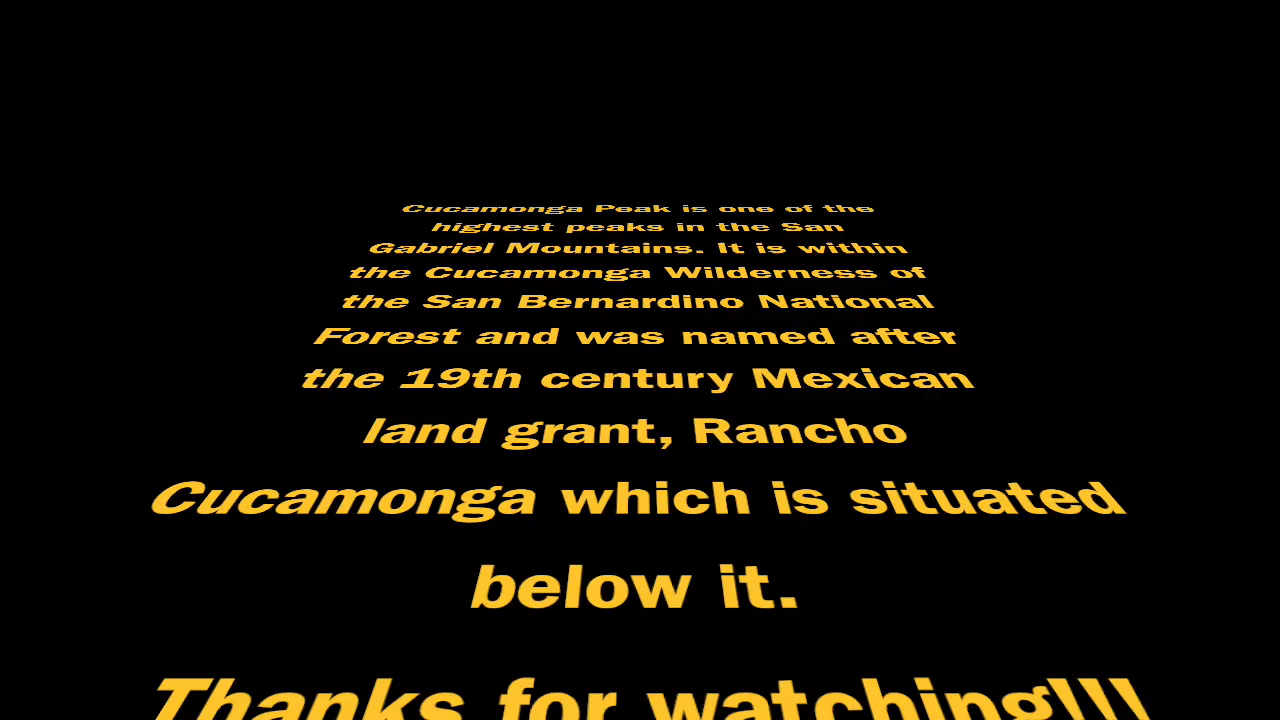 Cucamonga Peak is one of the
highest peaks in the San
Gabriel Mountains. It is within
the Cucamonga Wilderness of
the San Bernardino National
Forest and was named after
the 19th century Mexican
land grant, Rancho
Cucamonga which is situated
below it.
Thanks for watching!!!